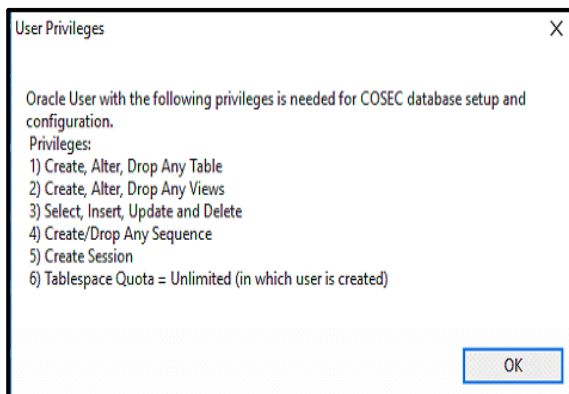 User Privileges
X
Oracle User with the following privileges is needed for COSEC database setup and
configuration.
Privileges:
1) Create, Alter, Drop Any Table
2) Create, Alter, Drop Any Views
3) Select, Insert, Update and Delete
4) Create/Drop Any Sequence
5) Create Session
6) Tablespace Quota = Unlimited (in which user is created)
OK